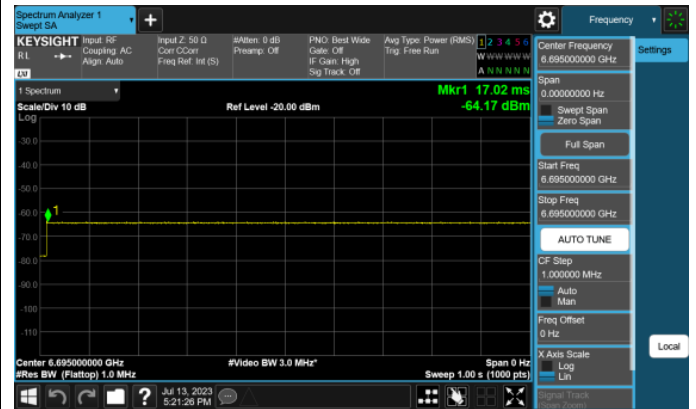 Spectrum Analyzer 1
Swept SA
Frequency
KEYSIGHT
RL
LXI
Input: RF
Coupling: AC
Align: Auto
Input Z: 50 Ω
Corr CCorr
Freq Ref: Int (S)
#Atten: 0 dB
Preamp: Off
PNO: Best Wide
Gate: Off
IF Gain: High
Sig Track: Off
Avg Type: Power (RMS)
Trig: Free Run
1 2 3 4 5 6
W W W W W W
A N N N N N
1 Spectrum
Scale/Div 10 dB
Log
Ref Level -20.00 dBm
Mkr1 17.02 ms
-64.17 dBm
-30.0
-40.0
-50.0
-60.0
-70.0
-80.0
-90.0
-100
-110
1
Center 6.695000000 GHz
#Res BW (Flattop) 1.0 MHz
#Video BW 3.0 MHz*
Span 0 Hz
Sweep 1.00 s (1000 pts)
Jul 13, 2023
5:21:26 PM
Center Frequency
6.695000000 GHz
Span
0.00000000 Hz
Swept Span
Zero Span
Full Span
Start Freq
6.695000000 GHz
Stop Freq
6.695000000 GHz
AUTO TUNE
CF Step
1.000000 MHz
Auto
Man
Freq Offset
0 Hz
X Axis Scale
Log
Lin
Signal Track
(Span Zoom)
Settings
Local